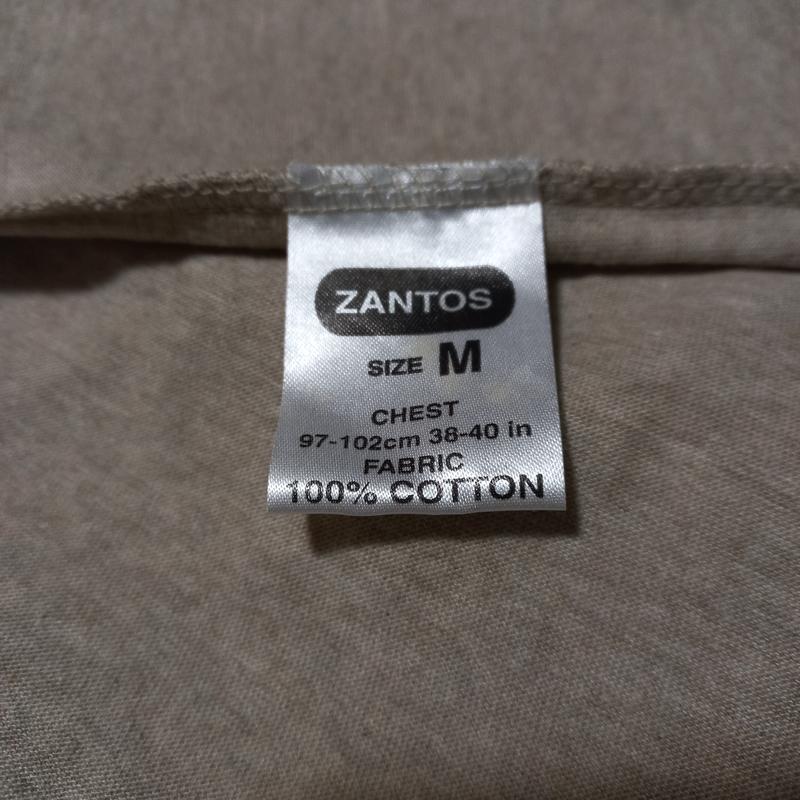 ZANTOS
SIZE M
CHEST
97-102cm 38-40 in
FABRIC
100% COTTON